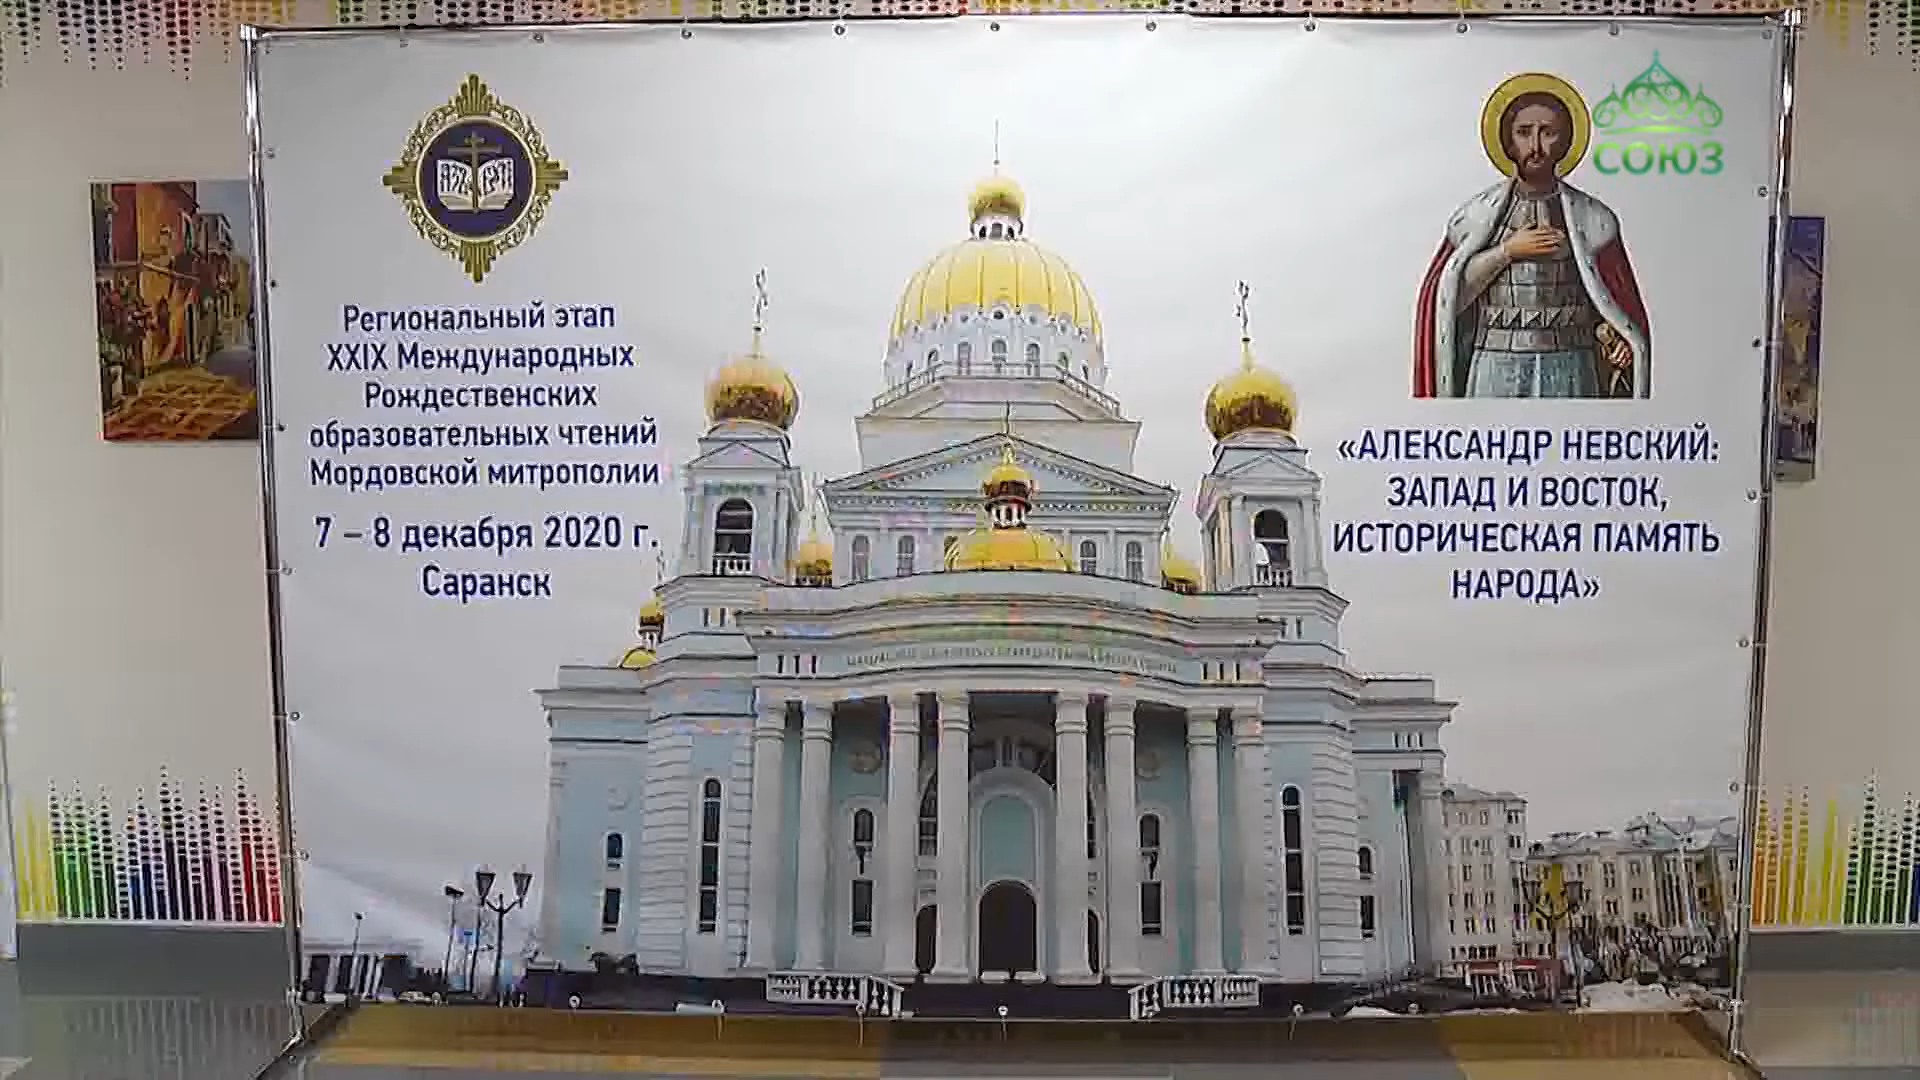 Региональный этап
XXIX Международных
Рождественских
образовательных чтений
Мордовской митрополии
7 – 8 декабря 2020 г.
Саранск
СОЮЗ
«АЛЕКСАНДР НЕВСКИЙ:
ЗАПАД И ВОСТОК,
ИСТОРИЧЕСКАЯ ПАМЯТЬ
НАРОДА»